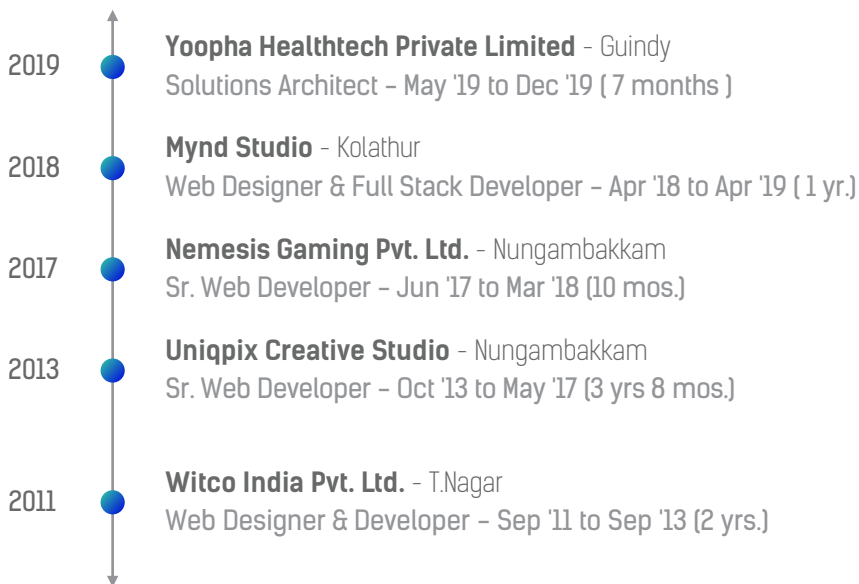 2019
Yoopha Healthtech Private Limited - Guindy
Solutions Architect - May '19 to Dec '19 ( 7 months )
2018
Mynd Studio - Kolathur
Web Designer & Full Stack Developer - Apr '18 to Apr '19 ( 1 yr.)
2017
Nemesis Gaming Pvt. Ltd. - Nungambakkam
Sr. Web Developer - Jun '17 to Mar '18 (10 mos.)
2013
Uniqpix Creative Studio - Nungambakkam
Sr. Web Developer - Oct '13 to May '17 (3 yrs 8 mos.)
2011
Witco India Pvt. Ltd. - T.Nagar
Web Designer & Developer - Sep '11 to Sep '13 (2 yrs.)